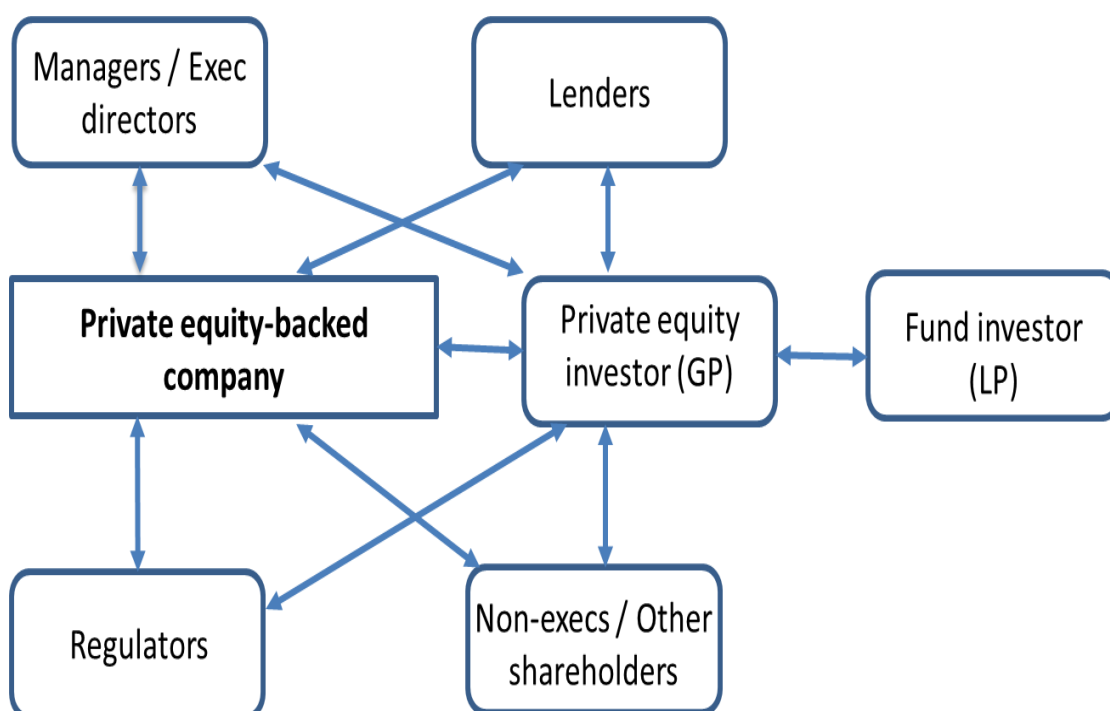 Managers / Exec
directors
Lenders
Private equity-backed
company
Private equity
investor (GP)
Fund investor
(LP)
Regulators
Non-execs / Other
shareholders